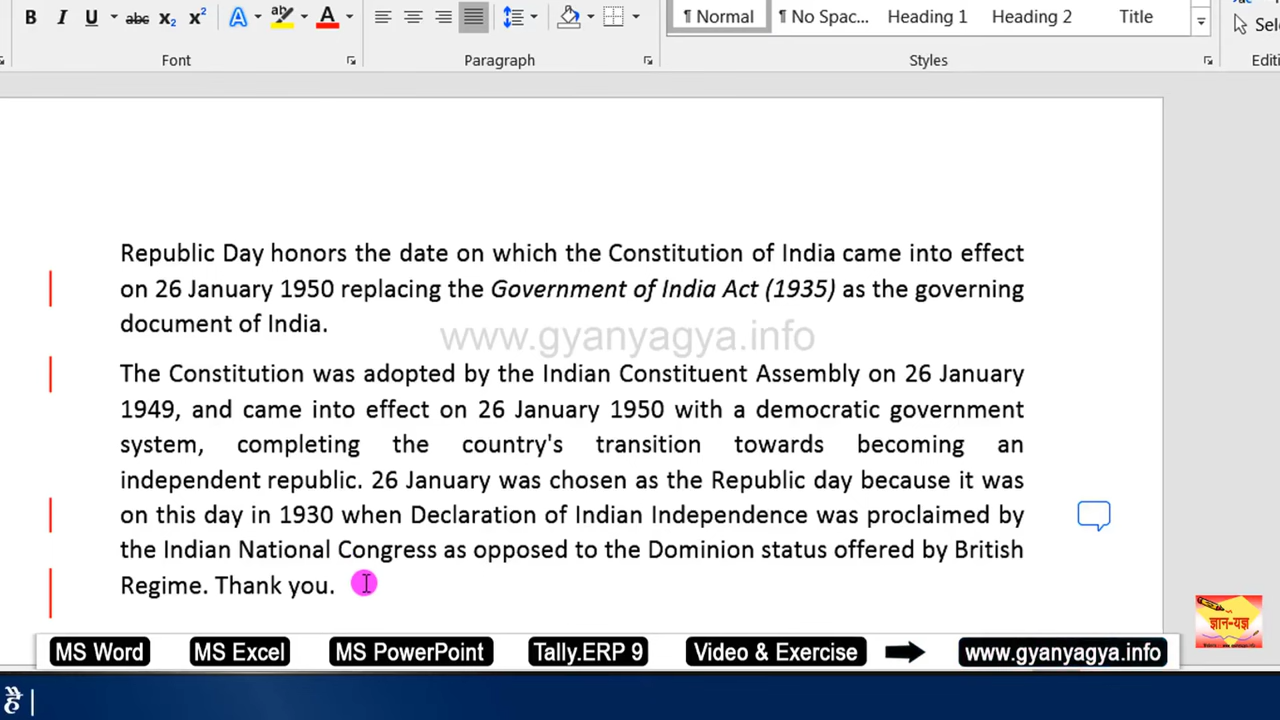 B I U abc X2 X2 A ab A
¶ Normal ¶ No Spac... Heading 1 Heading 2 Title
Font Paragraph Styles
Republic Day honors the date on which the Constitution of India came into effect
on 26 January 1950 replacing the Government of India Act (1935) as the governing
document of India.
www.gyanyagya.info
The Constitution was adopted by the Indian Constituent Assembly on 26 January
1949, and came into effect on 26 January 1950 with a democratic government
system, completing the country's transition towards becoming an
independent republic. 26 January was chosen as the Republic day because it was
on this day in 1930 when Declaration of Indian Independence was proclaimed by
the Indian National Congress as opposed to the Dominion status offered by British
Regime. Thank you.
ज्ञान-यज्ञ
MS Word MS Excel MS PowerPoint Tally.ERP 9 Video & Exercise www.gyanyagya.info
है